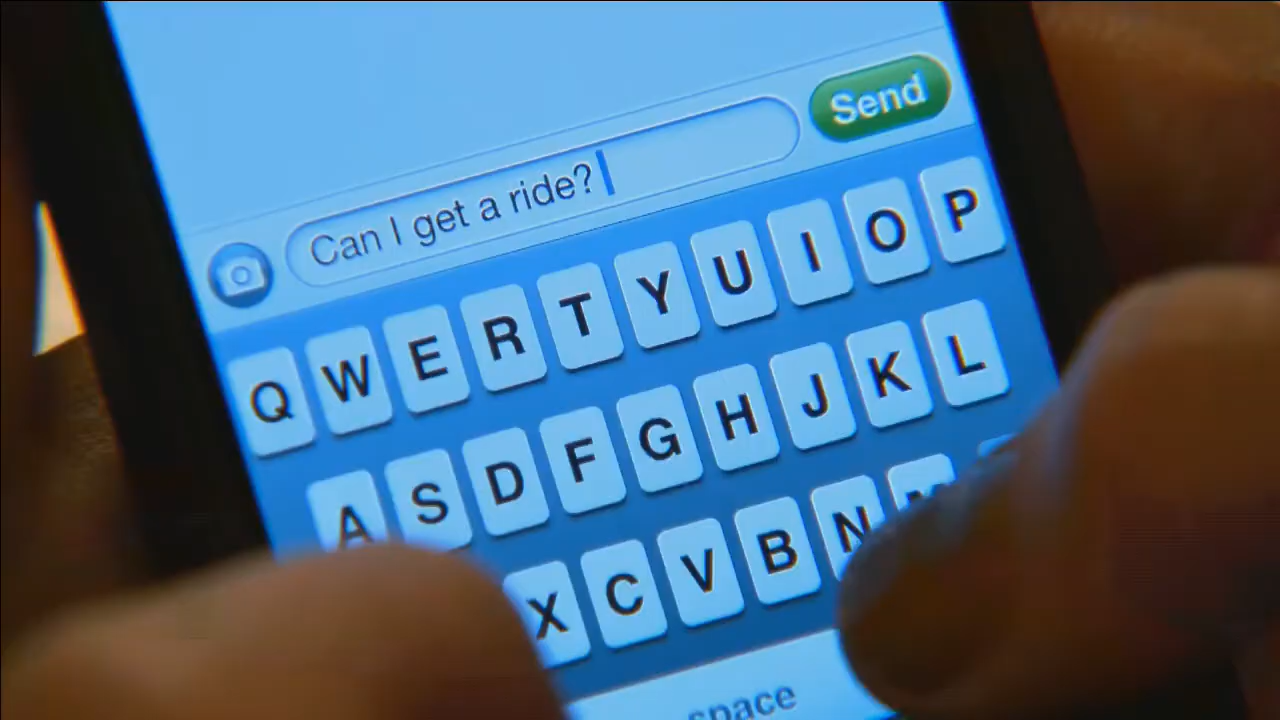 Send
Can I get a ride?
Q W E R T Y U I O P
A S D F G H J K L
X C V B N
space